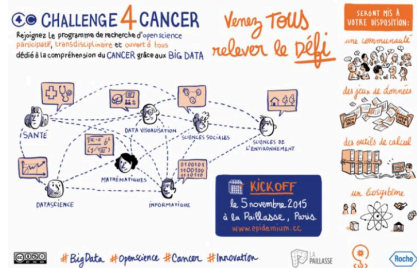 CHALLENGE 4 CANCER
Rejoignez le programme de recherche d'open science
participatif, transdisciplinaire et ouvert à tous
dédié à la compréhension du CANCER grâce aux BIG DATA
Venez TOUS
relever le Défi
SERONT MIS À
VOTRE DISPOSITION:
une communauté
des jeux de données
des outils de calcul
un écosystème
SANTÉ
DATA VISUALISATION
SCIENCES SOCIALES
SCIENCES DE
L'ENVIRONNEMENT
MATHÉMATIQUES
DATASCIENCE
INFORMATIQUE
KICKOFF
le 5 novembre 2015
à la Paillasse, Paris
www.epidemium.cc
#BigData #openscience #Cancer #Innovation
LA
PAILLASSE
Roche